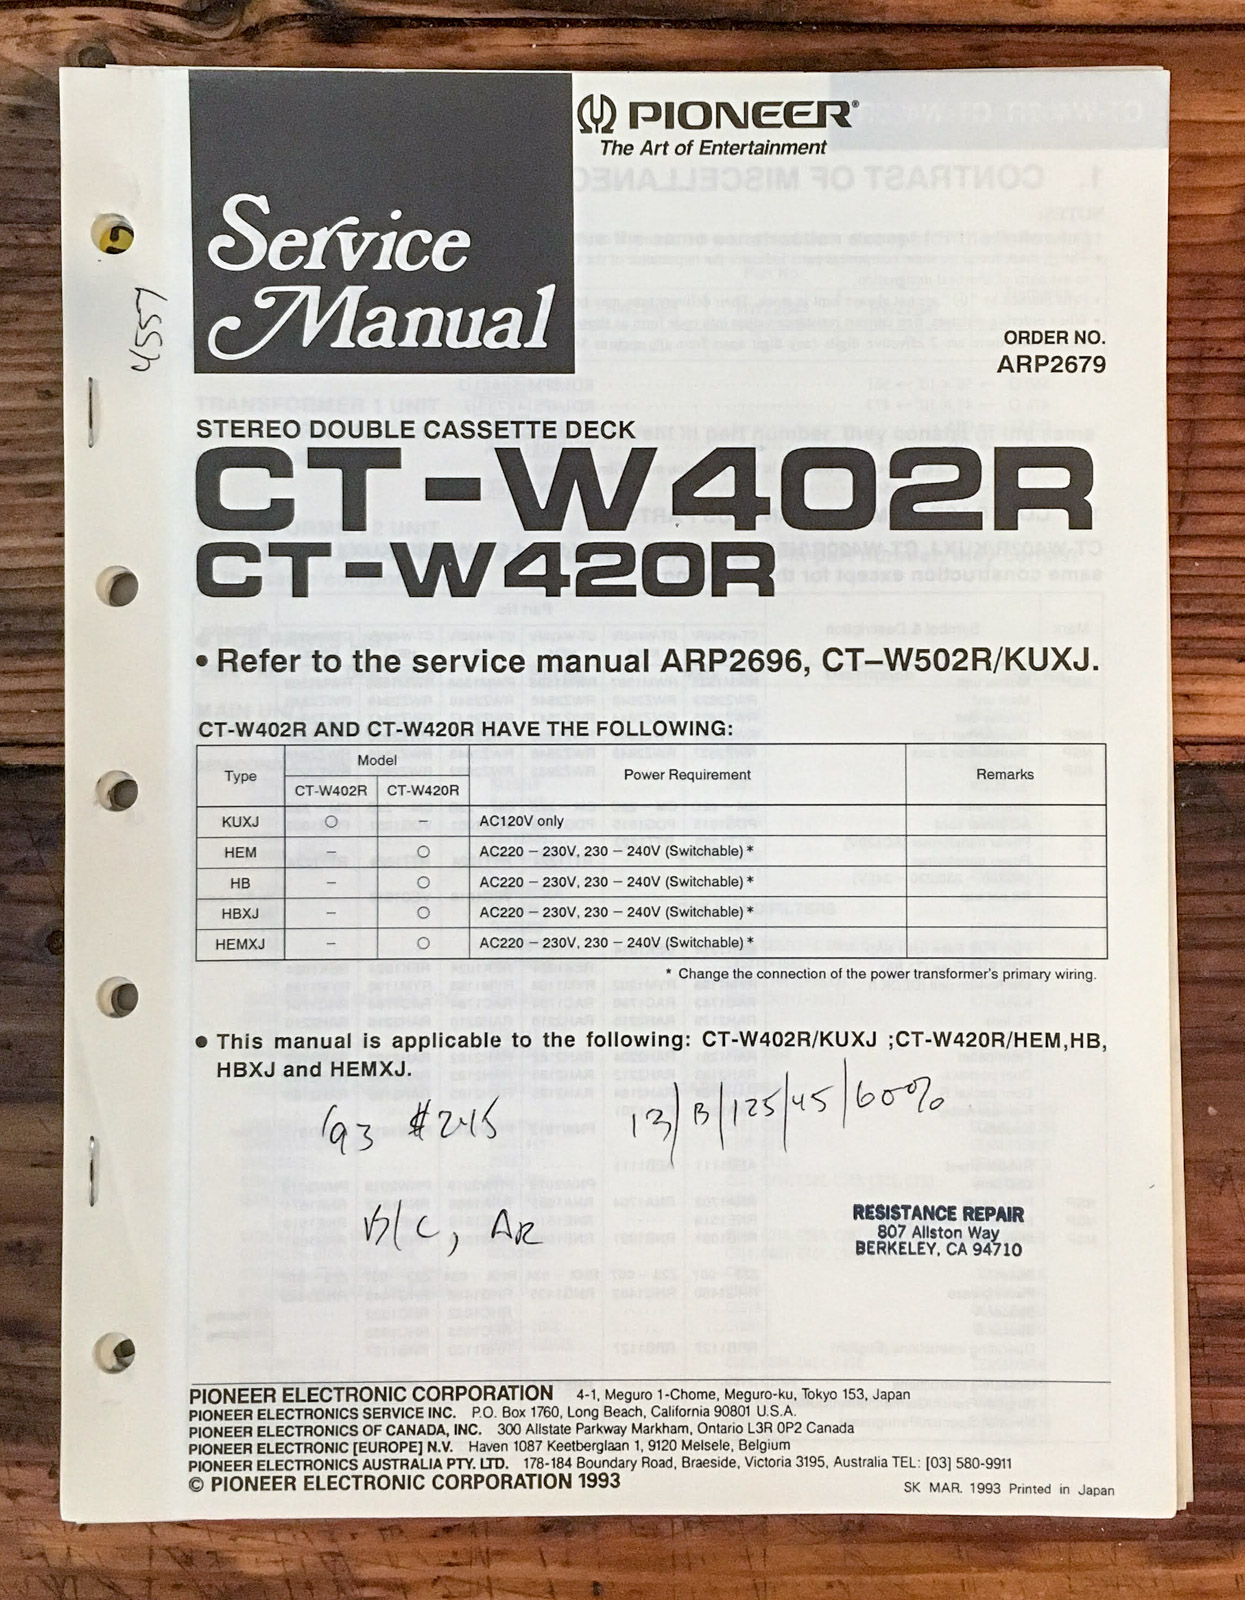 PIONEER®
The Art of Entertainment
Service
Manual
4557
ORDER NO.
ARP2679
STEREO DOUBLE CASSETTE DECK
CT-W402R
CT-W420R
• Refer to the service manual ARP2696, CT–W502R/KUXJ.
CT-W402R AND CT-W420R HAVE THE FOLLOWING:
Type Model Power Requirement Remarks
CT-W402R CT-W420R
KUXJ ○ – AC120V only
HEM – ○ AC220 – 230V, 230 – 240V (Switchable) *
HB – ○ AC220 – 230V, 230 – 240V (Switchable) *
HBXJ – ○ AC220 – 230V, 230 – 240V (Switchable) *
HEMXJ – ○ AC220 – 230V, 230 – 240V (Switchable) *
* Change the connection of the power transformer's primary wiring.
• This manual is applicable to the following: CT-W402R/KUXJ ;CT-W420R/HEM,HB,
HBXJ and HEMXJ.
'93 #245 13/B/125/45/60%
B/C, AR
RESISTANCE REPAIR
807 Allston Way
BERKELEY, CA 94710
PIONEER ELECTRONIC CORPORATION 4-1, Meguro 1-Chome, Meguro-ku, Tokyo 153, Japan
PIONEER ELECTRONICS SERVICE INC. P.O. Box 1760, Long Beach, California 90801 U.S.A.
PIONEER ELECTRONICS OF CANADA, INC. 300 Allstate Parkway Markham, Ontario L3R 0P2 Canada
PIONEER ELECTRONIC [EUROPE] N.V. Haven 1087 Keetberglaan 1, 9120 Melsele, Belgium
PIONEER ELECTRONICS AUSTRALIA PTY. LTD. 178-184 Boundary Road, Braeside, Victoria 3195, Australia TEL: [03] 580-9911
© PIONEER ELECTRONIC CORPORATION 1993
SK MAR. 1993 Printed in Japan